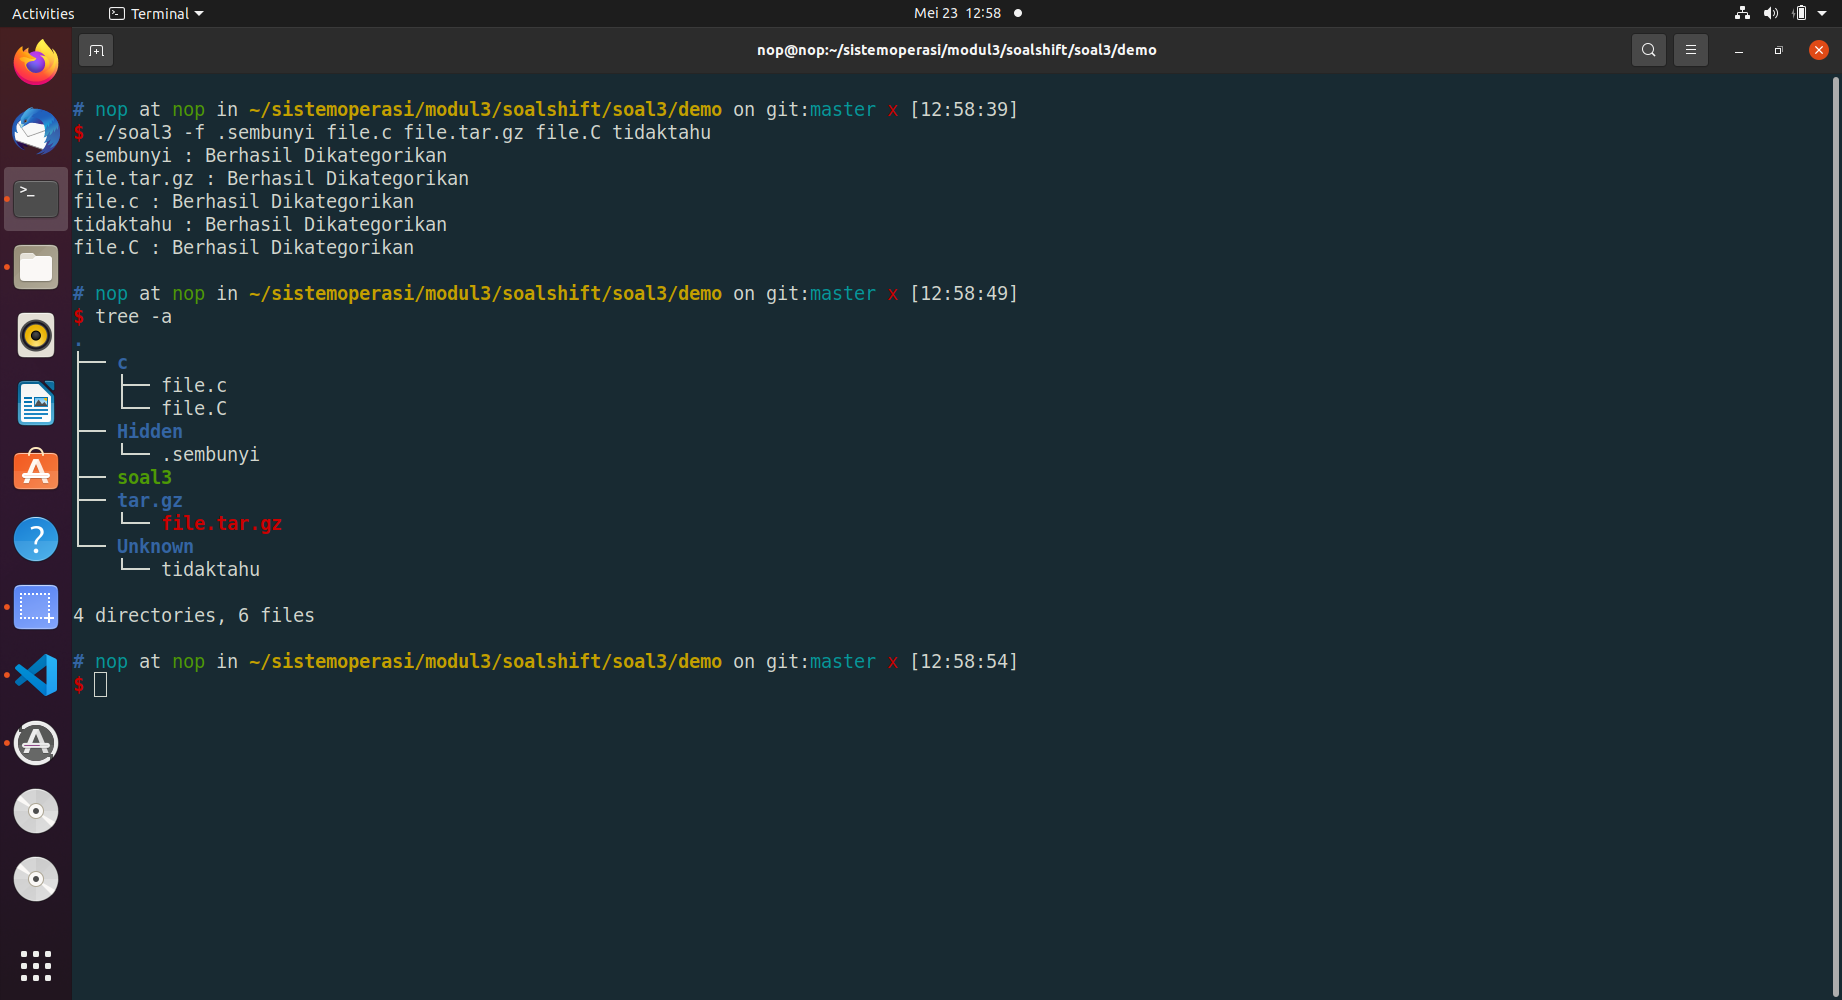 Activities Terminal Mei 23 12:58
nop@nop:~/sistemoperasi/modul3/soalshift/soal3/demo
# nop at nop in ~/sistemoperasi/modul3/soalshift/soal3/demo on git:master x [12:58:39]
$ ./soal3 -f .sembunyi file.c file.tar.gz file.C tidaktahu
.sembunyi : Berhasil Dikategorikan
file.tar.gz : Berhasil Dikategorikan
file.c : Berhasil Dikategorikan
tidaktahu : Berhasil Dikategorikan
file.C : Berhasil Dikategorikan
# nop at nop in ~/sistemoperasi/modul3/soalshift/soal3/demo on git:master x [12:58:49]
$ tree -a
.
├── c
│   ├── file.c
│   └── file.C
├── Hidden
│   └── .sembunyi
├── soal3
├── tar.gz
│   └── file.tar.gz
└── Unknown
    └── tidaktahu
4 directories, 6 files
# nop at nop in ~/sistemoperasi/modul3/soalshift/soal3/demo on git:master x [12:58:54]
$